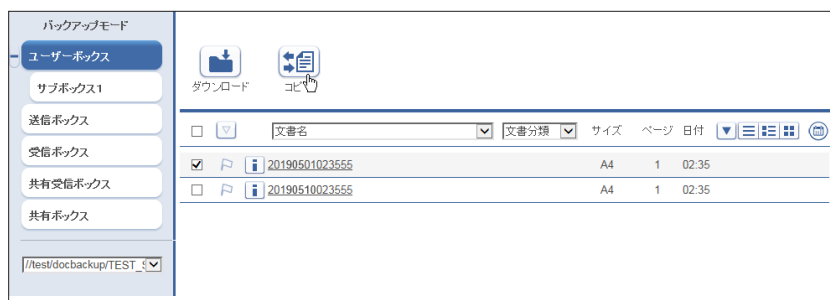 バックアップモード
ユーザーボックス
サブボックス1
送信ボックス
受信ボックス
共有受信ボックス
共有ボックス
//test/docbackup/TEST_
ダウンロード
コピー
文書名 文書分類 サイズ ページ 日付
20190501023555 A4 1 02:35
20190510023555 A4 1 02:35